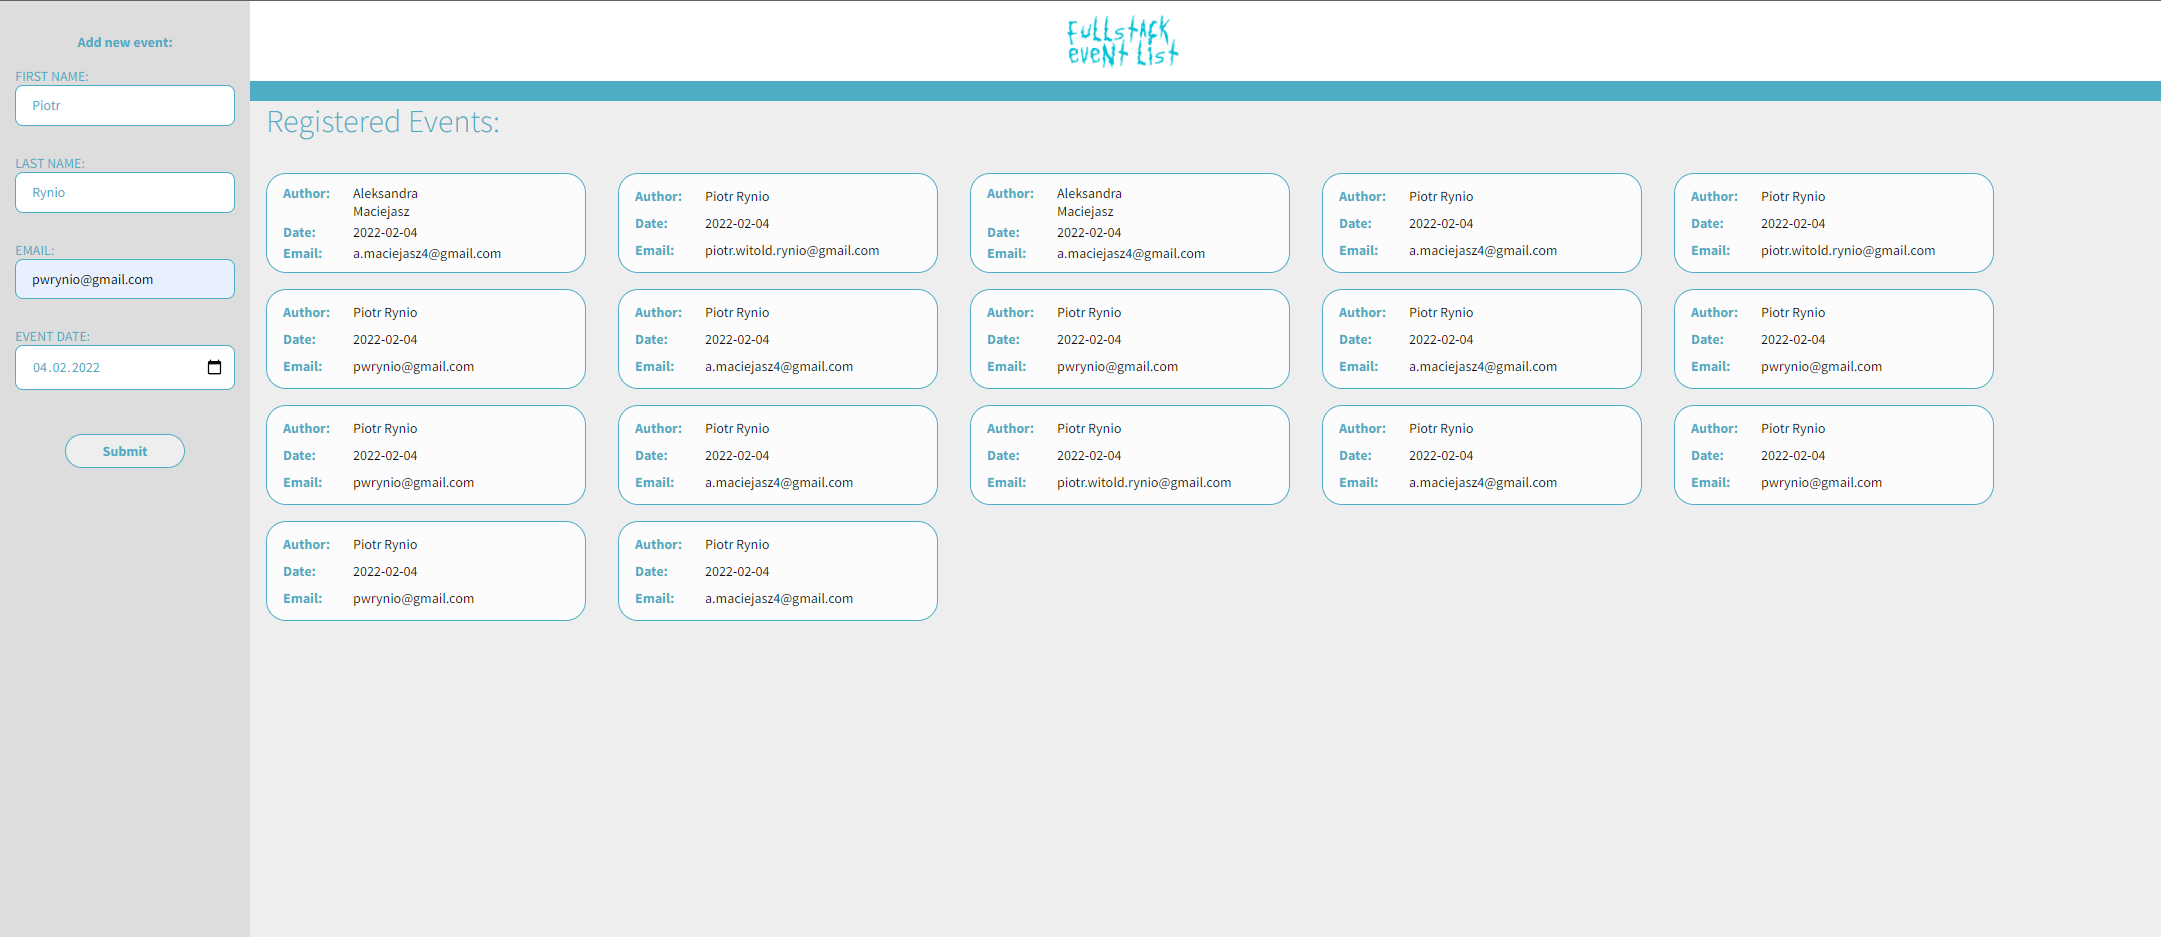 Fullstack
event list
Add new event:
FIRST NAME:
Piotr
LAST NAME:
Rynio
EMAIL:
pwrynio@gmail.com
EVENT DATE:
04.02.2022
Submit
Registered Events:
Author: Aleksandra
Maciejasz
Date: 2022-02-04
Email: a.maciejasz4@gmail.com
Author: Piotr Rynio
Date: 2022-02-04
Email: piotr.witold.rynio@gmail.com
Author: Aleksandra
Maciejasz
Date: 2022-02-04
Email: a.maciejasz4@gmail.com
Author: Piotr Rynio
Date: 2022-02-04
Email: a.maciejasz4@gmail.com
Author: Piotr Rynio
Date: 2022-02-04
Email: piotr.witold.rynio@gmail.com
Author: Piotr Rynio
Date: 2022-02-04
Email: pwrynio@gmail.com
Author: Piotr Rynio
Date: 2022-02-04
Email: a.maciejasz4@gmail.com
Author: Piotr Rynio
Date: 2022-02-04
Email: pwrynio@gmail.com
Author: Piotr Rynio
Date: 2022-02-04
Email: a.maciejasz4@gmail.com
Author: Piotr Rynio
Date: 2022-02-04
Email: pwrynio@gmail.com
Author: Piotr Rynio
Date: 2022-02-04
Email: pwrynio@gmail.com
Author: Piotr Rynio
Date: 2022-02-04
Email: a.maciejasz4@gmail.com
Author: Piotr Rynio
Date: 2022-02-04
Email: piotr.witold.rynio@gmail.com
Author: Piotr Rynio
Date: 2022-02-04
Email: a.maciejasz4@gmail.com
Author: Piotr Rynio
Date: 2022-02-04
Email: pwrynio@gmail.com
Author: Piotr Rynio
Date: 2022-02-04
Email: pwrynio@gmail.com
Author: Piotr Rynio
Date: 2022-02-04
Email: a.maciejasz4@gmail.com